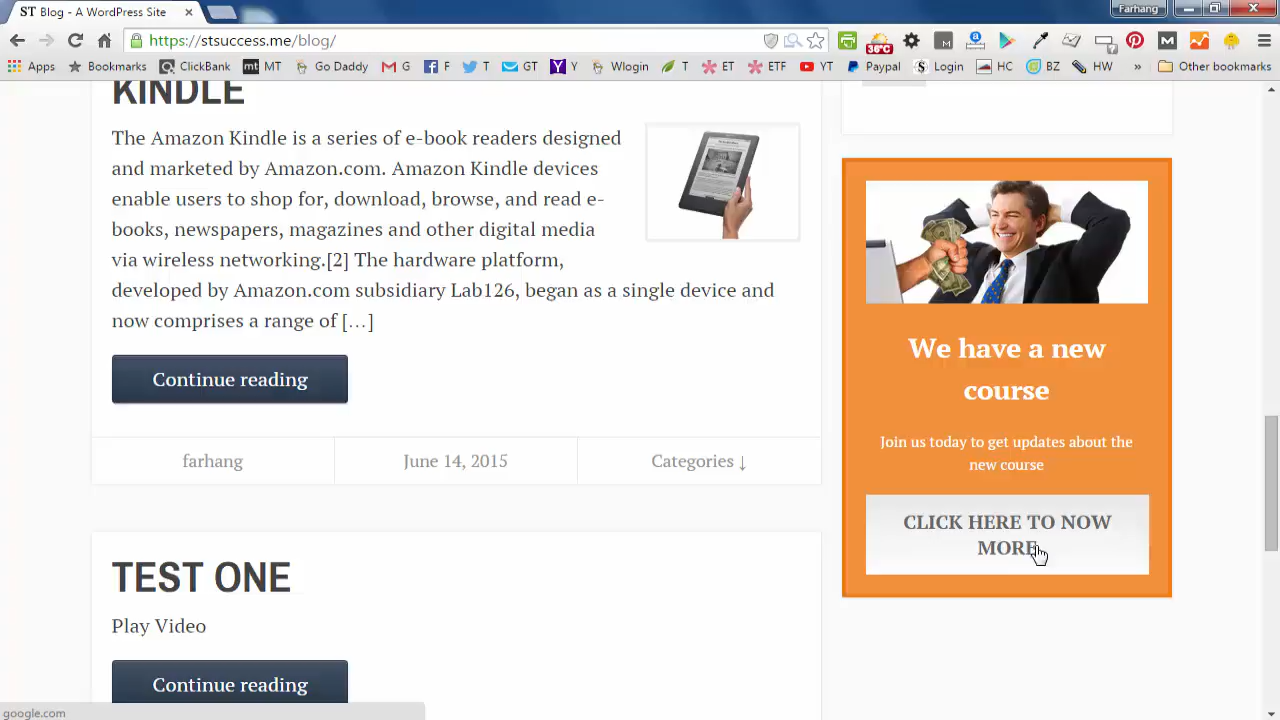 ST Blog - A WordPress Site
Farhang
https://stsuccess.me/blog/
36°C
Apps Bookmarks ClickBank mt MT Go Daddy G F T GT Y Wlogin T ET ETF YT Paypal Login HC BZ HW » Other bookmarks
KINDLE
The Amazon Kindle is a series of e-book readers designed
and marketed by Amazon.com. Amazon Kindle devices
enable users to shop for, download, browse, and read e-
books, newspapers, magazines and other digital media
via wireless networking.[2] The hardware platform,
developed by Amazon.com subsidiary Lab126, began as a single device and
now comprises a range of […]
Continue reading
farhang June 14, 2015 Categories ↓
TEST ONE
Play Video
Continue reading
We have a new
course
Join us today to get updates about the
new course
CLICK HERE TO NOW
MORE
google.com